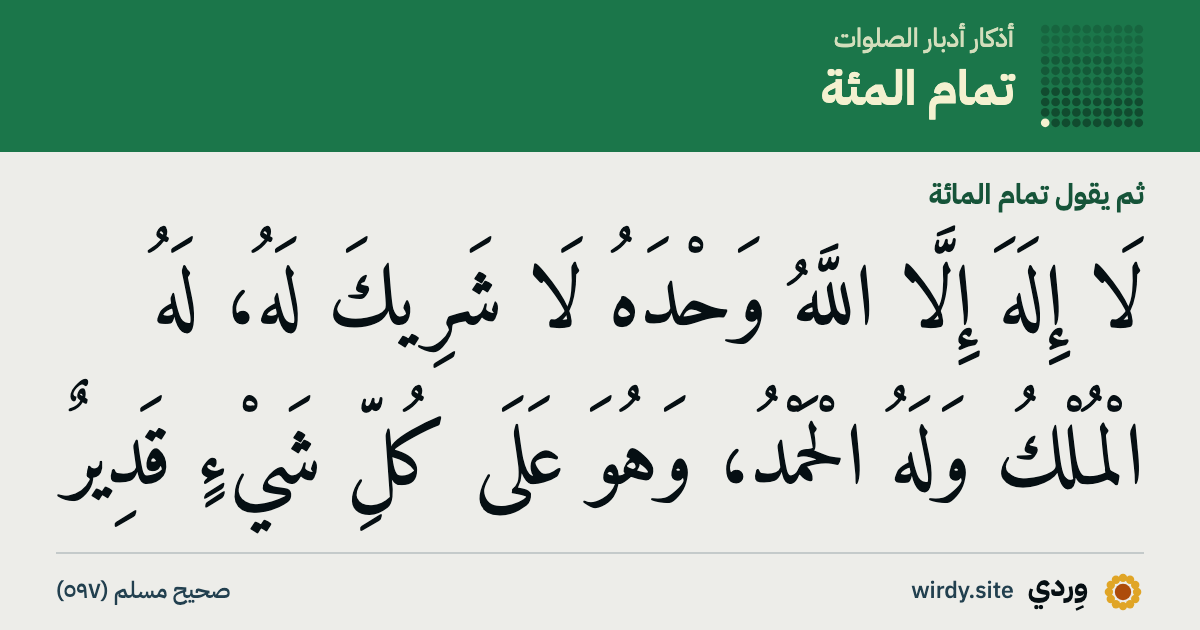 أذكار أدبار الصلوات
تمام المئة
ثم يقول تمام المائة
لَا إِلَهَ إِلَّا اللَّهُ وَحْدَهُ لَا شَرِيكَ لَهُ، لَهُ
الْمُلْكُ وَلَهُ الْحَمْدُ، وَهُوَ عَلَى كُلِّ شَيْءٍ قَدِيرٌ
وِردي wirdy.site
صحيح مسلم (٥٩٧)